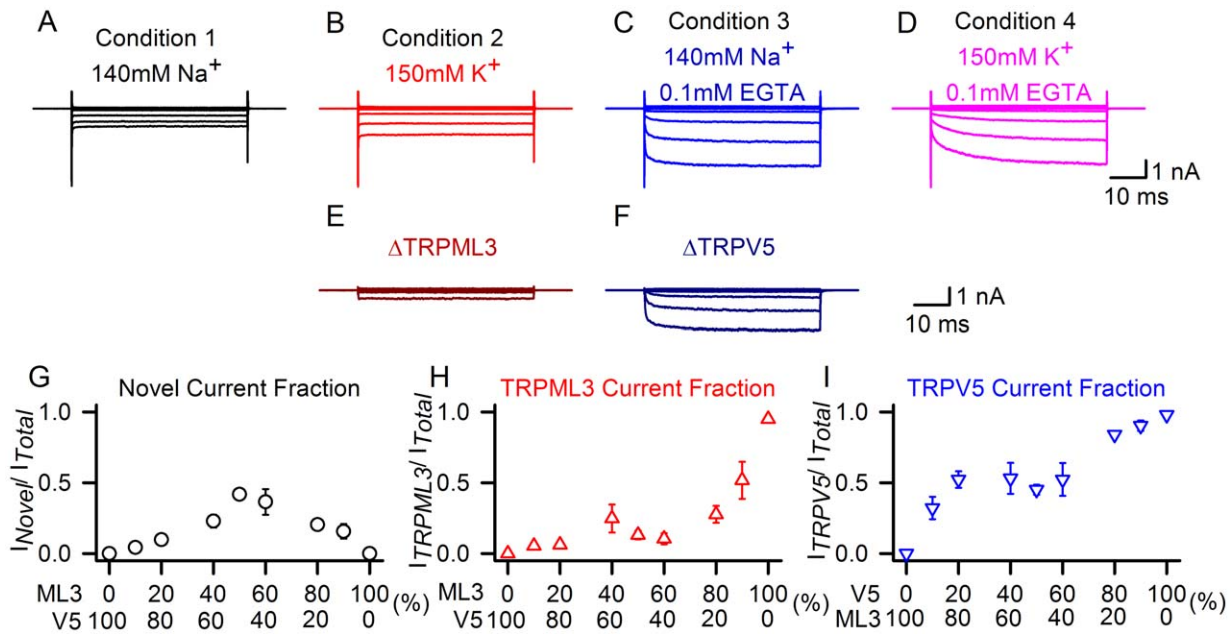 A
Condition 1
140mM Na+
B
Condition 2
150mM K+
C
Condition 3
140mM Na+
0.1mM EGTA
D
Condition 4
150mM K+
0.1mM EGTA
1 nA
10 ms
E
ΔTRPML3
F
ΔTRPV5
1 nA
10 ms
G
Novel Current Fraction
INovel/ ITotal
1.0
0.5
0.0
ML3 0 20 40 60 80 100 (%)
V5 100 80 60 40 20 0
H
TRPML3 Current Fraction
ITRPML3/ ITotal
1.0
0.5
0.0
0 20 40 60 80 100 (%)
100 80 60 40 20 0
I
TRPV5 Current Fraction
ITRPV5/ ITotal
1.0
0.5
0.0
V5 0 20 40 60 80 100 (%)
ML3 100 80 60 40 20 0